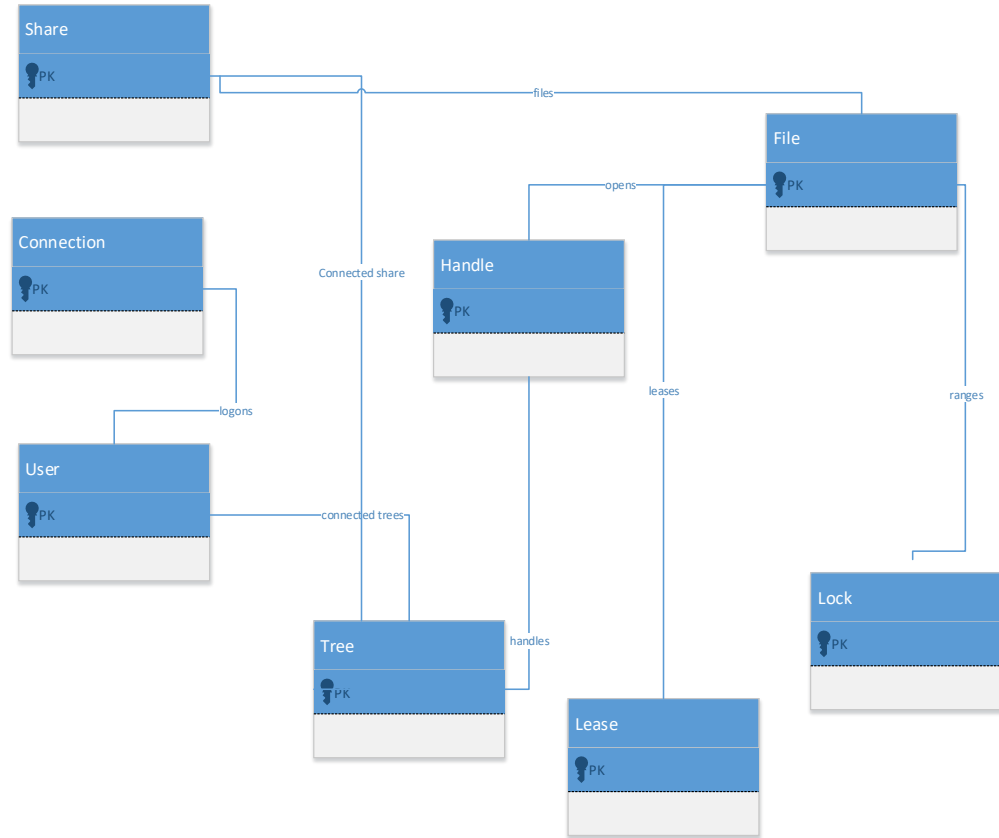 Share
PK
files
File
PK
opens
Connection
PK
Connected share
Handle
PK
leases
ranges
logons
User
PK
connected trees
Lock
PK
Tree
PK
handles
Lease
PK